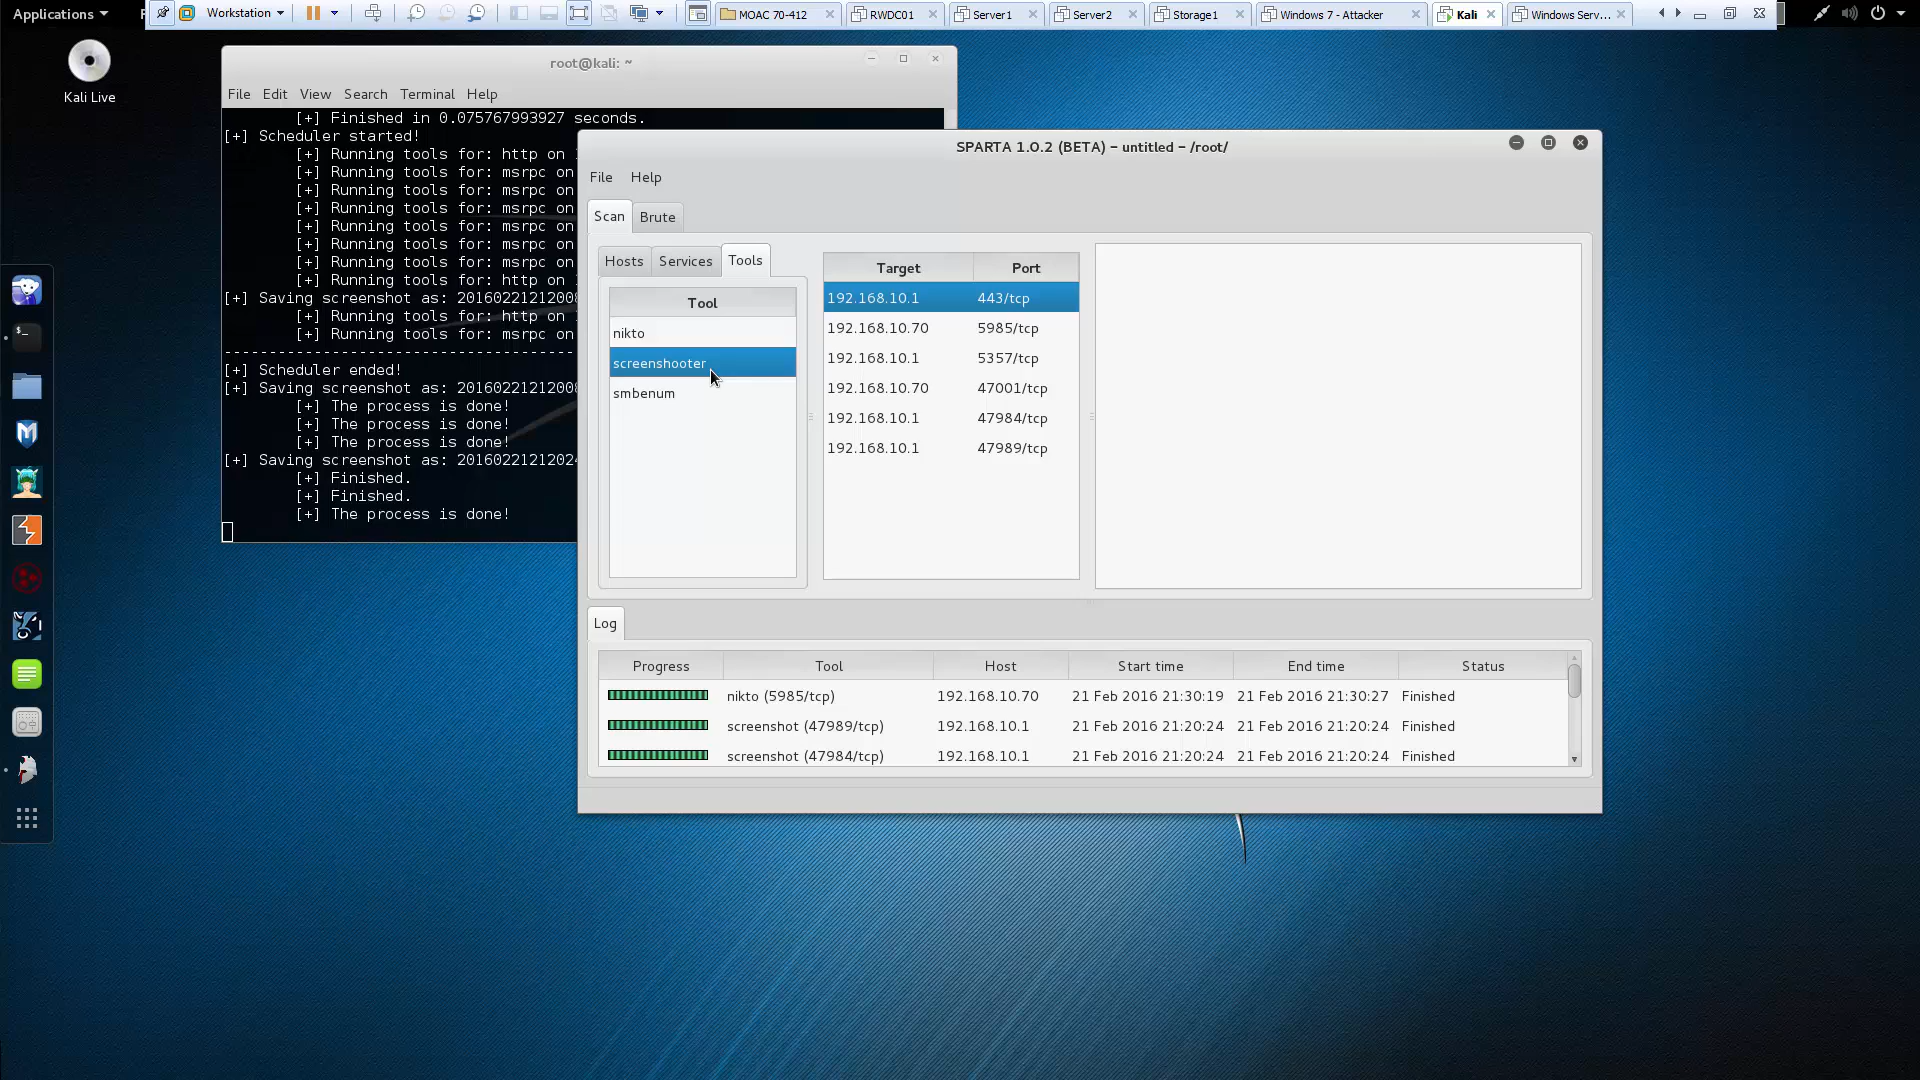 Applications
Workstation
MOAC 70-412
RWDC01
Server1
Server2
Storage1
Windows 7 - Attacker
Kali
Windows Serv...
Kali Live
root@kali: ~
File Edit View Search Terminal Help
[+] Finished in 0.075767993927 seconds.
[+] Scheduler started!
[+] Running tools for: http on
[+] Running tools for: msrpc on
[+] Running tools for: msrpc on
[+] Running tools for: msrpc on
[+] Running tools for: msrpc on
[+] Running tools for: msrpc on
[+] Running tools for: msrpc on
[+] Running tools for: http on
[+] Saving screenshot as: 20160221212008
[+] Running tools for: http on
[+] Running tools for: msrpc on
[+] Scheduler ended!
[+] Saving screenshot as: 20160221212008
[+] The process is done!
[+] The process is done!
[+] The process is done!
[+] Saving screenshot as: 20160221212024
[+] Finished.
[+] Finished.
[+] The process is done!
SPARTA 1.0.2 (BETA) - untitled - /root/
File Help
Scan Brute
Hosts Services Tools
Tool
nikto
screenshooter
smbenum
Target Port
192.168.10.1 443/tcp
192.168.10.70 5985/tcp
192.168.10.1 5357/tcp
192.168.10.70 47001/tcp
192.168.10.1 47984/tcp
192.168.10.1 47989/tcp
Log
Progress Tool Host Start time End time Status
nikto (5985/tcp) 192.168.10.70 21 Feb 2016 21:30:19 21 Feb 2016 21:30:27 Finished
screenshot (47989/tcp) 192.168.10.1 21 Feb 2016 21:20:24 21 Feb 2016 21:20:24 Finished
screenshot (47984/tcp) 192.168.10.1 21 Feb 2016 21:20:24 21 Feb 2016 21:20:24 Finished